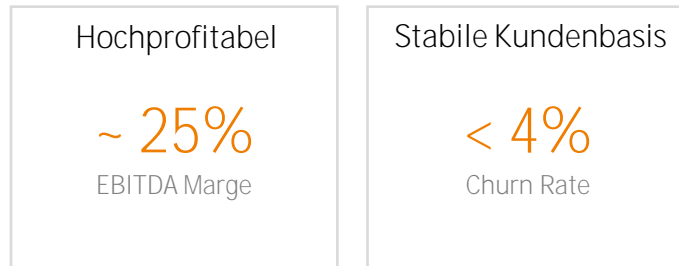 Hochprofitabel
~ 25%
EBITDA Marge
Stabile Kundenbasis
< 4%
Churn Rate